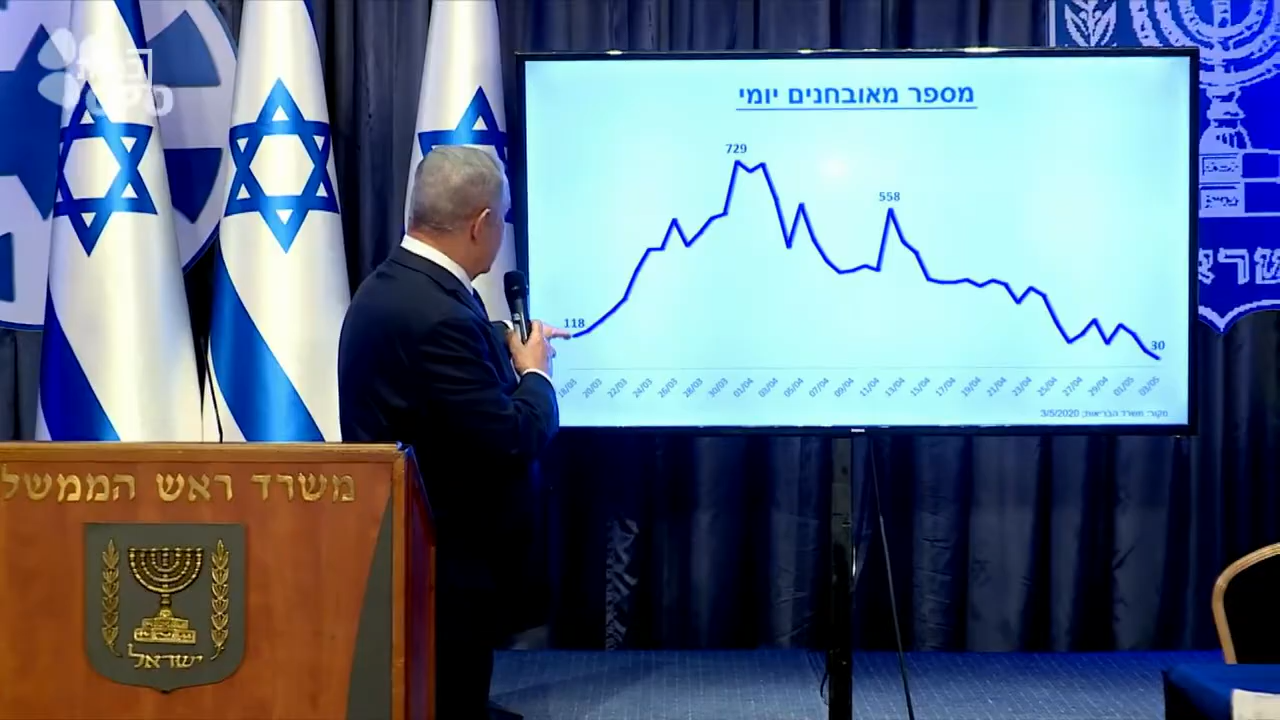 מספר מאובחנים יומי
729
558
118
30
18/03 20/03 22/03 24/03 26/03 28/03 30/03 01/04 03/04 05/04 07/04 09/04 11/04 13/04 15/04 17/04 19/04 21/04 23/04 25/04 27/04 29/04 01/05 03/05
מקור: משרד הבריאות; 3/5/2020
משרד ראש הממשל
ישראל
שרא